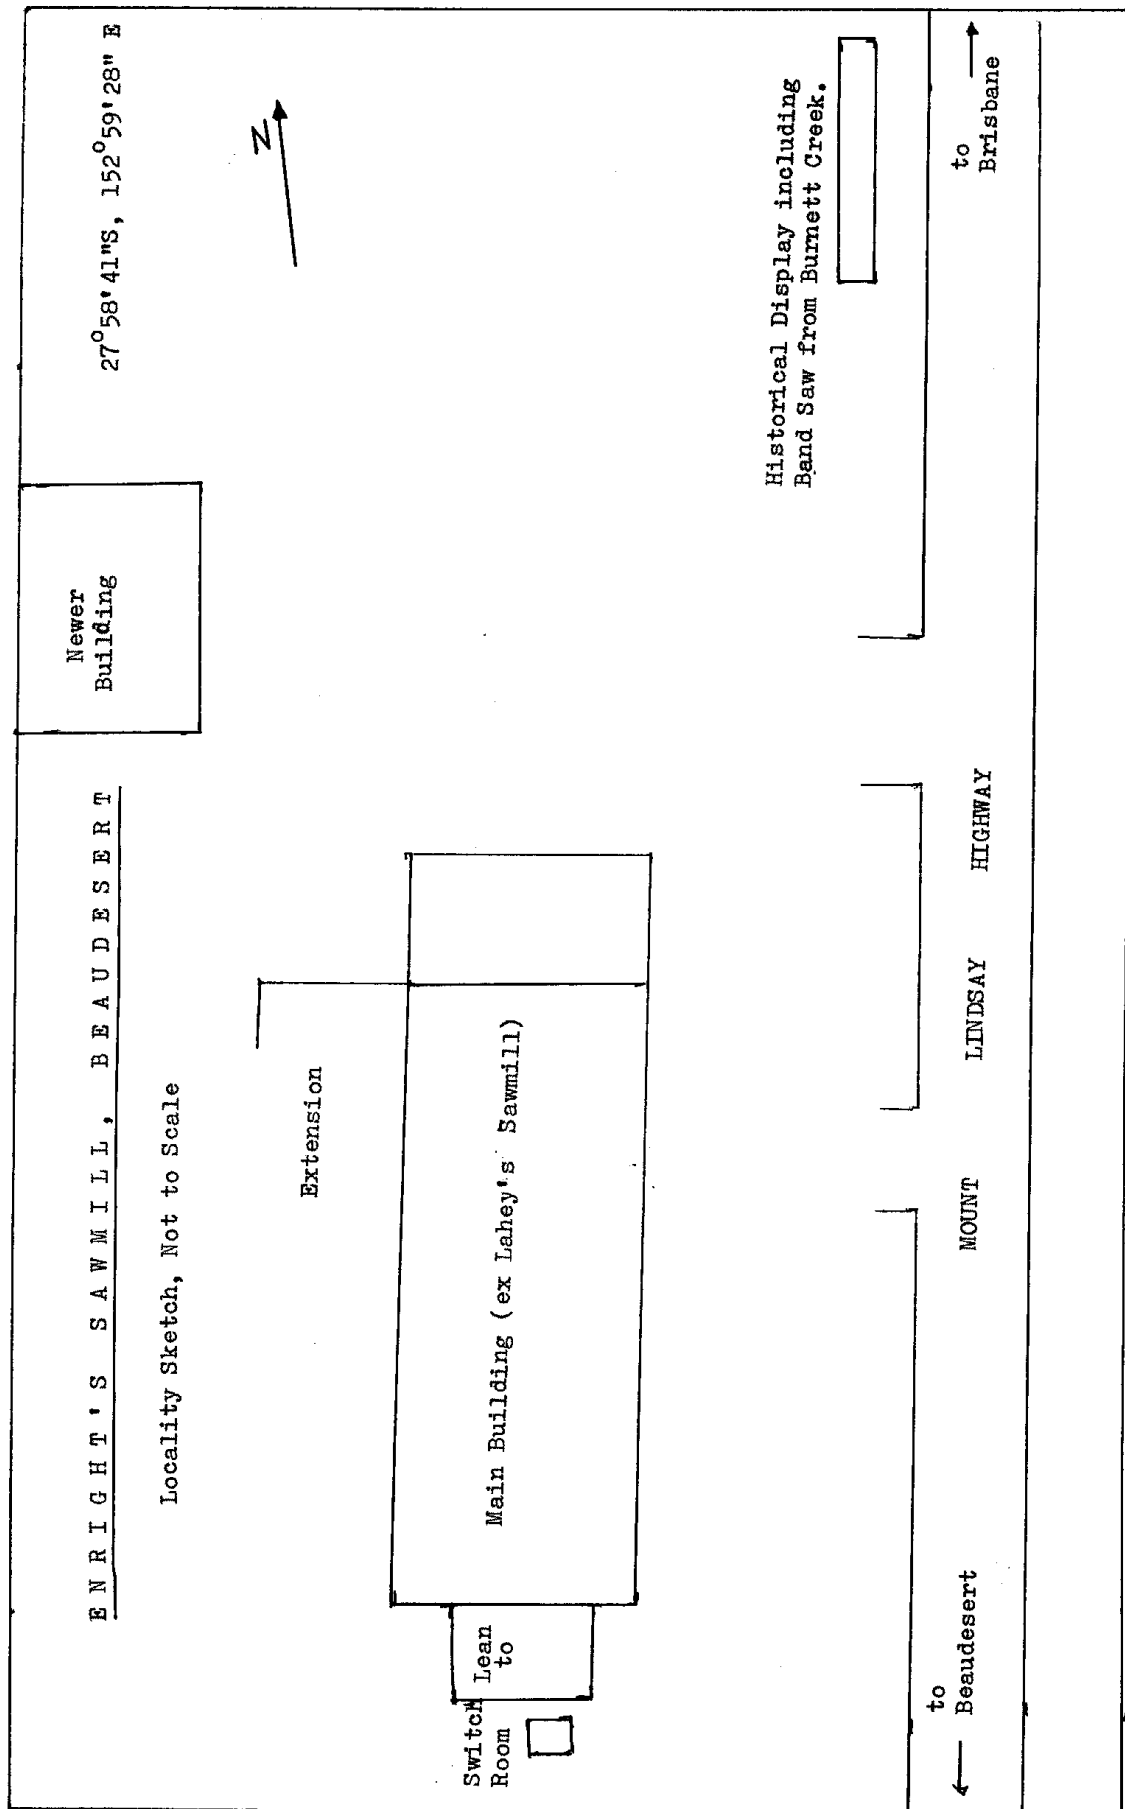 ENRIGHT'S SAWMILL, BEAUDESERT
27°58'41"S, 152°59'28" E
Locality Sketch, Not to Scale
Newer
Building
N
Extension
Main Building (ex Lahey's Sawmill)
Switch
Room
Lean
to
Historical Display including
Band Saw from Burnett Creek.
to
Beaudesert
MOUNT LINDSAY HIGHWAY
to
Brisbane